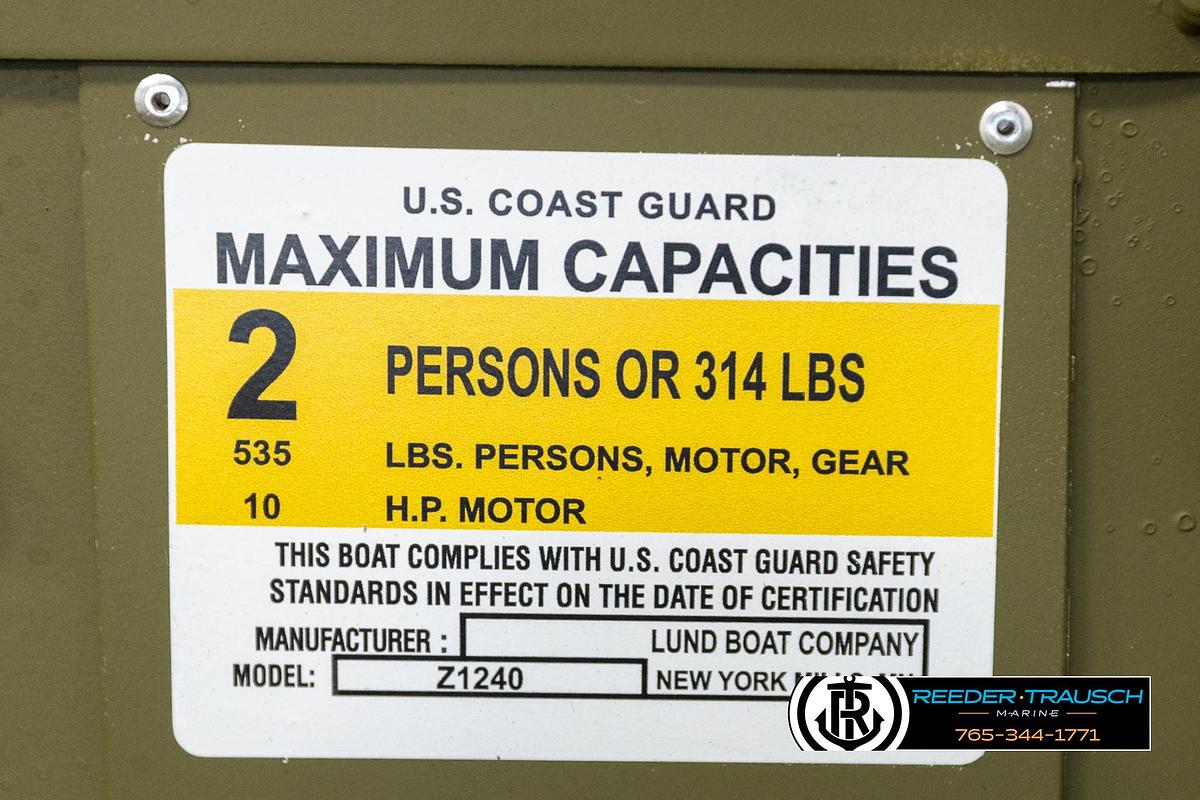 U.S. COAST GUARD
MAXIMUM CAPACITIES
2 PERSONS OR 314 LBS
535 LBS. PERSONS, MOTOR, GEAR
10 H.P. MOTOR
THIS BOAT COMPLIES WITH U.S. COAST GUARD SAFETY
STANDARDS IN EFFECT ON THE DATE OF CERTIFICATION
MANUFACTURER : LUND BOAT COMPANY
MODEL: Z1240 NEW YORK
REEDER·TRAUSCH
MARINE
765-344-1771